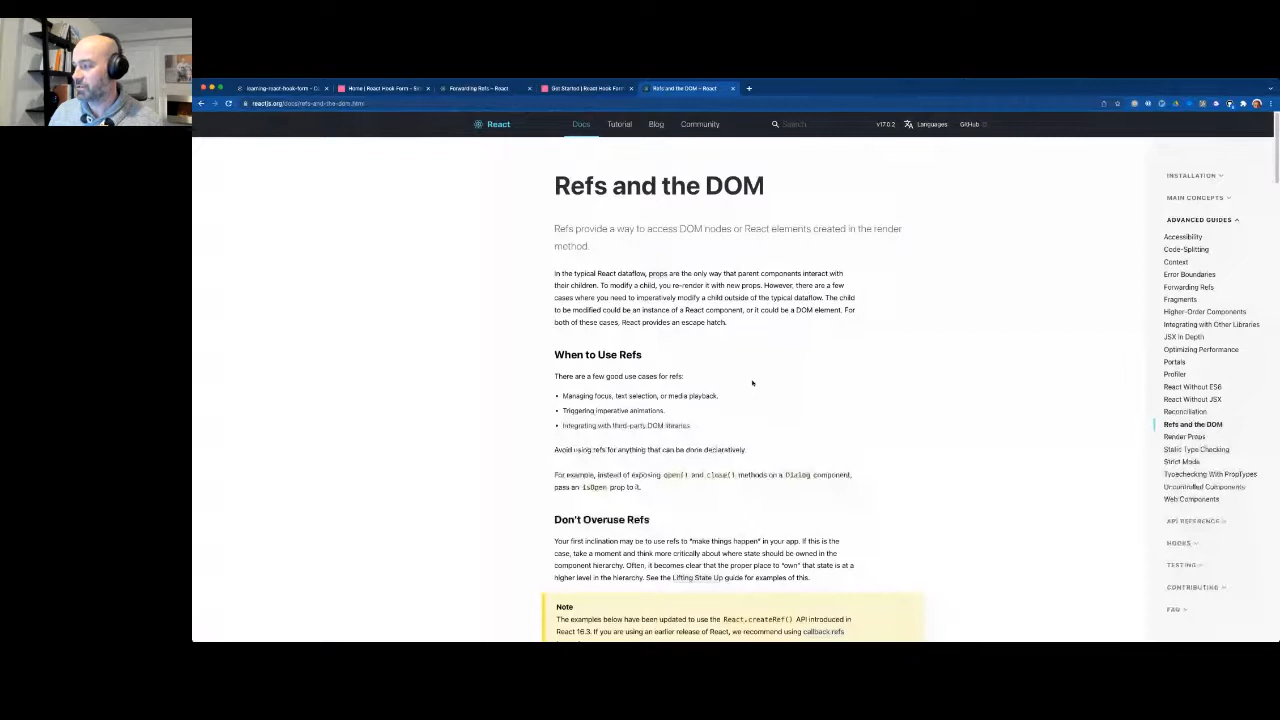 learning-react-hook-form - Co
Home | React Hook Form - Sim
Forwarding Refs – React
Get Started | React Hook Form
Refs and the DOM – React
reactjs.org/docs/refs-and-the-dom.html
React
Docs
Tutorial
Blog
Community
Search
v17.0.2
Languages
GitHub
Refs and the DOM
Refs provide a way to access DOM nodes or React elements created in the render
method.
In the typical React dataflow, props are the only way that parent components interact with
their children. To modify a child, you re-render it with new props. However, there are a few
cases where you need to imperatively modify a child outside of the typical dataflow. The child
to be modified could be an instance of a React component, or it could be a DOM element. For
both of these cases, React provides an escape hatch.
When to Use Refs
There are a few good use cases for refs:
• Managing focus, text selection, or media playback.
• Triggering imperative animations.
• Integrating with third-party DOM libraries.
Avoid using refs for anything that can be done declaratively.
For example, instead of exposing open() and close() methods on a Dialog component,
pass an isOpen prop to it.
Don't Overuse Refs
Your first inclination may be to use refs to "make things happen" in your app. If this is the
case, take a moment and think more critically about where state should be owned in the
component hierarchy. Often, it becomes clear that the proper place to "own" that state is at a
higher level in the hierarchy. See the Lifting State Up guide for examples of this.
Note
The examples below have been updated to use the React.createRef() API introduced in
React 16.3. If you are using an earlier release of React, we recommend using callback refs
INSTALLATION
MAIN CONCEPTS
ADVANCED GUIDES
Accessibility
Code-Splitting
Context
Error Boundaries
Forwarding Refs
Fragments
Higher-Order Components
Integrating with Other Libraries
JSX In Depth
Optimizing Performance
Portals
Profiler
React Without ES6
React Without JSX
Reconciliation
Refs and the DOM
Render Props
Static Type Checking
Strict Mode
Typechecking With PropTypes
Uncontrolled Components
Web Components
API REFERENCE
HOOKS
TESTING
CONTRIBUTING
FAQ